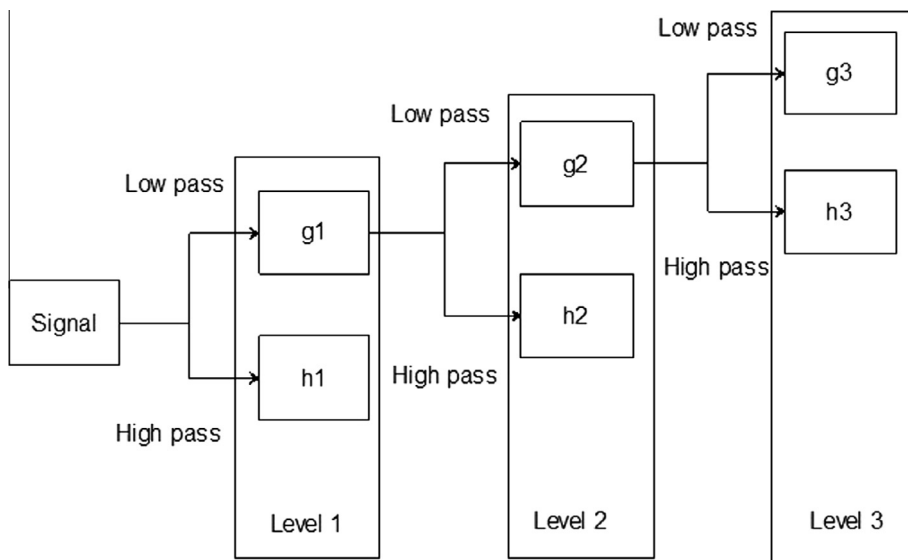 Low pass
g3
Low pass
g2
h3
Low pass
g1
High pass
Signal
h2
h1
High pass
High pass
Level 1
Level 2
Level 3